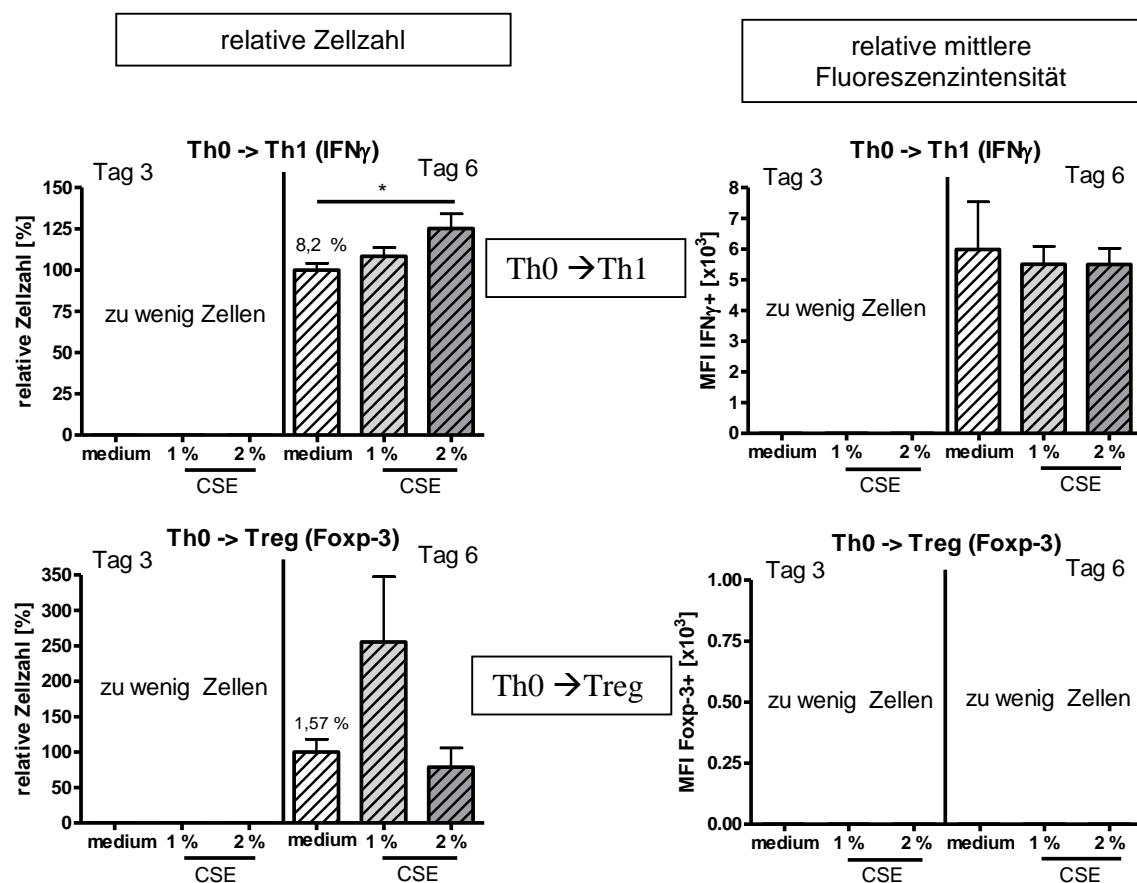 relative Zellzahl
relative mittlere
Fluoreszenzintensität
Th0 -> Th1 (IFNγ)
Tag 3
Tag 6
relative Zellzahl [%]
150
125
100
75
50
25
0
*
8,2 %
zu wenig Zellen
medium 1 % 2 % medium 1 % 2 %
CSE CSE
Th0 →Th1
Th0 -> Th1 (IFNγ)
Tag 3
Tag 6
MFI IFNγ+ [x10³]
8
7
6
5
4
3
2
1
0
zu wenig Zellen
medium 1 % 2 % medium 1 % 2 %
CSE CSE
Th0 -> Treg (Foxp-3)
Tag 3
Tag 6
relative Zellzahl [%]
350
300
250
200
150
100
50
0
zu wenig Zellen
1,57 %
medium 1 % 2 % medium 1 % 2 %
CSE CSE
Th0 →Treg
Th0 -> Treg (Foxp-3)
Tag 3
Tag 6
MFI Foxp-3+ [x10³]
1.00
0.75
0.50
0.25
0.00
zu wenig Zellen
zu wenig Zellen
medium 1 % 2 % medium 1 % 2 %
CSE CSE